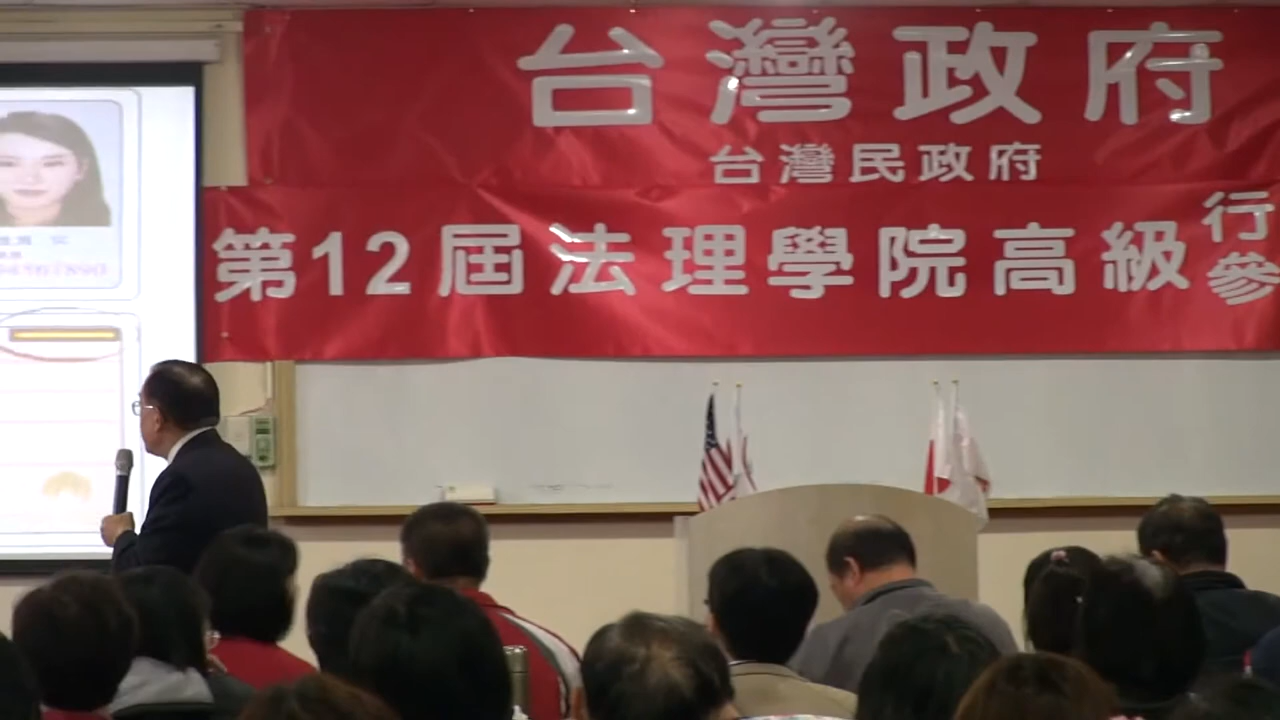 台灣政府
台灣民政府
第12屆法理學院高級
行
參